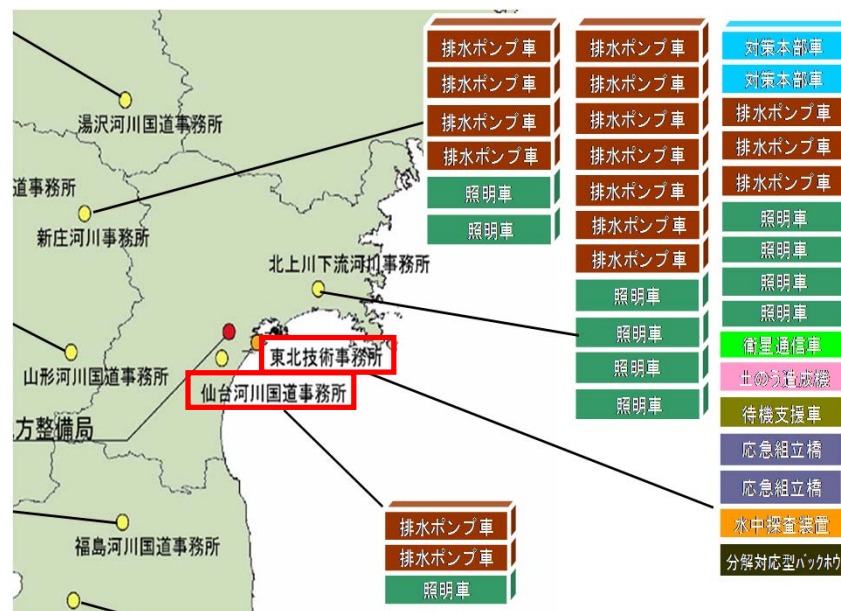 湯沢河川国道事務所
道事務所
新庄河川事務所
北上川下流河川事務所
山形河川国道事務所
東北技術事務所
仙台河川国道事務所
方整備局
福島河川国道事務所
排水ポンプ車
排水ポンプ車
排水ポンプ車
排水ポンプ車
照明車
照明車
排水ポンプ車
排水ポンプ車
排水ポンプ車
排水ポンプ車
排水ポンプ車
排水ポンプ車
排水ポンプ車
照明車
照明車
照明車
照明車
対策本部車
対策本部車
排水ポンプ車
排水ポンプ車
排水ポンプ車
照明車
照明車
照明車
照明車
衛星通信車
土のう造成機
待機支援車
応急組立橋
応急組立橋
水中探査装置
分解対応型バックホウ
排水ポンプ車
排水ポンプ車
照明車